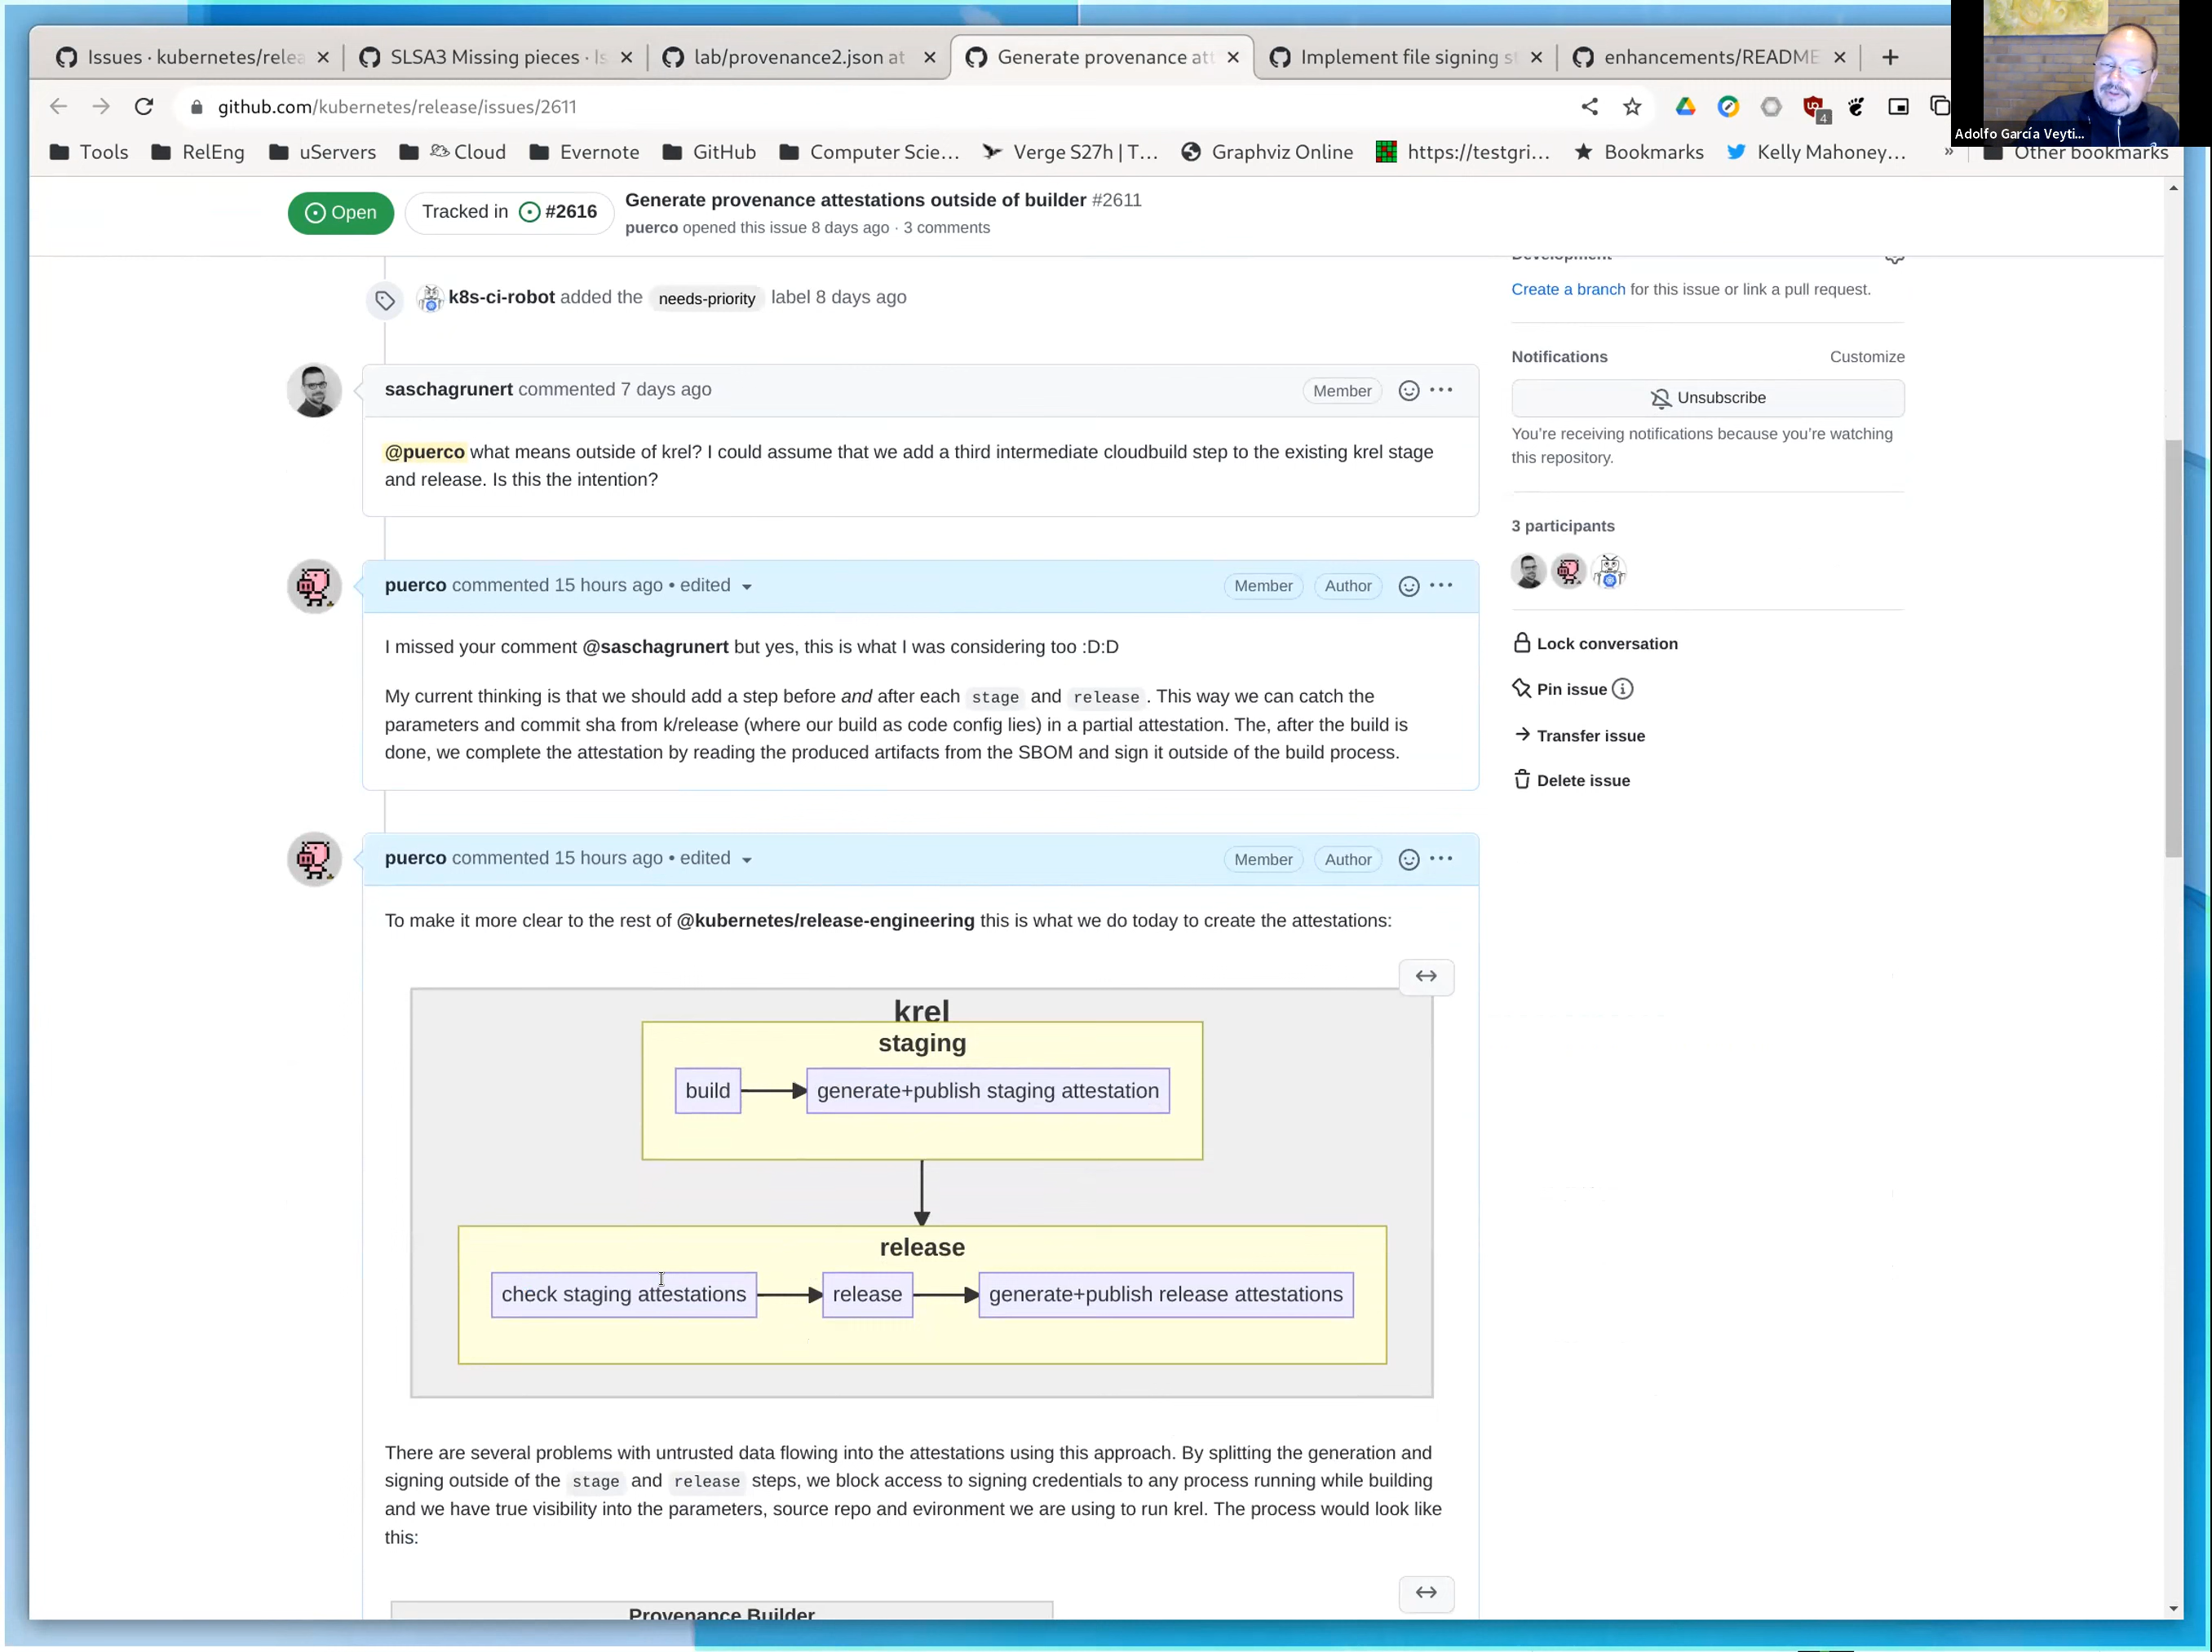 Issues · kubernetes/relea
SLSA3 Missing pieces · Is
lab/provenance2.json at
Generate provenance att
Implement file signing st
enhancements/README
github.com/kubernetes/release/issues/2611
4
Adolfo García Veyti...
Tools
RelEng
uServers
Cloud
Evernote
GitHub
Computer Scie...
Verge S27h | T...
Graphviz Online
https://testgri...
Bookmarks
Kelly Mahoney...
»
Other bookmarks
Open
Tracked in #2616
Generate provenance attestations outside of builder #2611
puerco opened this issue 8 days ago · 3 comments
k8s-ci-robot added the needs-priority label 8 days ago
saschagrunert commented 7 days ago
Member
@puerco what means outside of krel? I could assume that we add a third intermediate cloudbuild step to the existing krel stage
and release. Is this the intention?
puerco commented 15 hours ago • edited
Member
Author
I missed your comment @saschagrunert but yes, this is what I was considering too :D:D
My current thinking is that we should add a step before and after each stage and release . This way we can catch the
parameters and commit sha from k/release (where our build as code config lies) in a partial attestation. The, after the build is
done, we complete the attestation by reading the produced artifacts from the SBOM and sign it outside of the build process.
puerco commented 15 hours ago • edited
Member
Author
To make it more clear to the rest of @kubernetes/release-engineering this is what we do today to create the attestations:
krel
staging
build
generate+publish staging attestation
release
check staging attestations
release
generate+publish release attestations
There are several problems with untrusted data flowing into the attestations using this approach. By splitting the generation and
signing outside of the stage and release steps, we block access to signing credentials to any process running while building
and we have true visibility into the parameters, source repo and evironment we are using to run krel. The process would look like
this:
Provenance Builder
Development
Create a branch for this issue or link a pull request.
Notifications
Customize
Unsubscribe
You're receiving notifications because you're watching
this repository.
3 participants
Lock conversation
Pin issue
Transfer issue
Delete issue